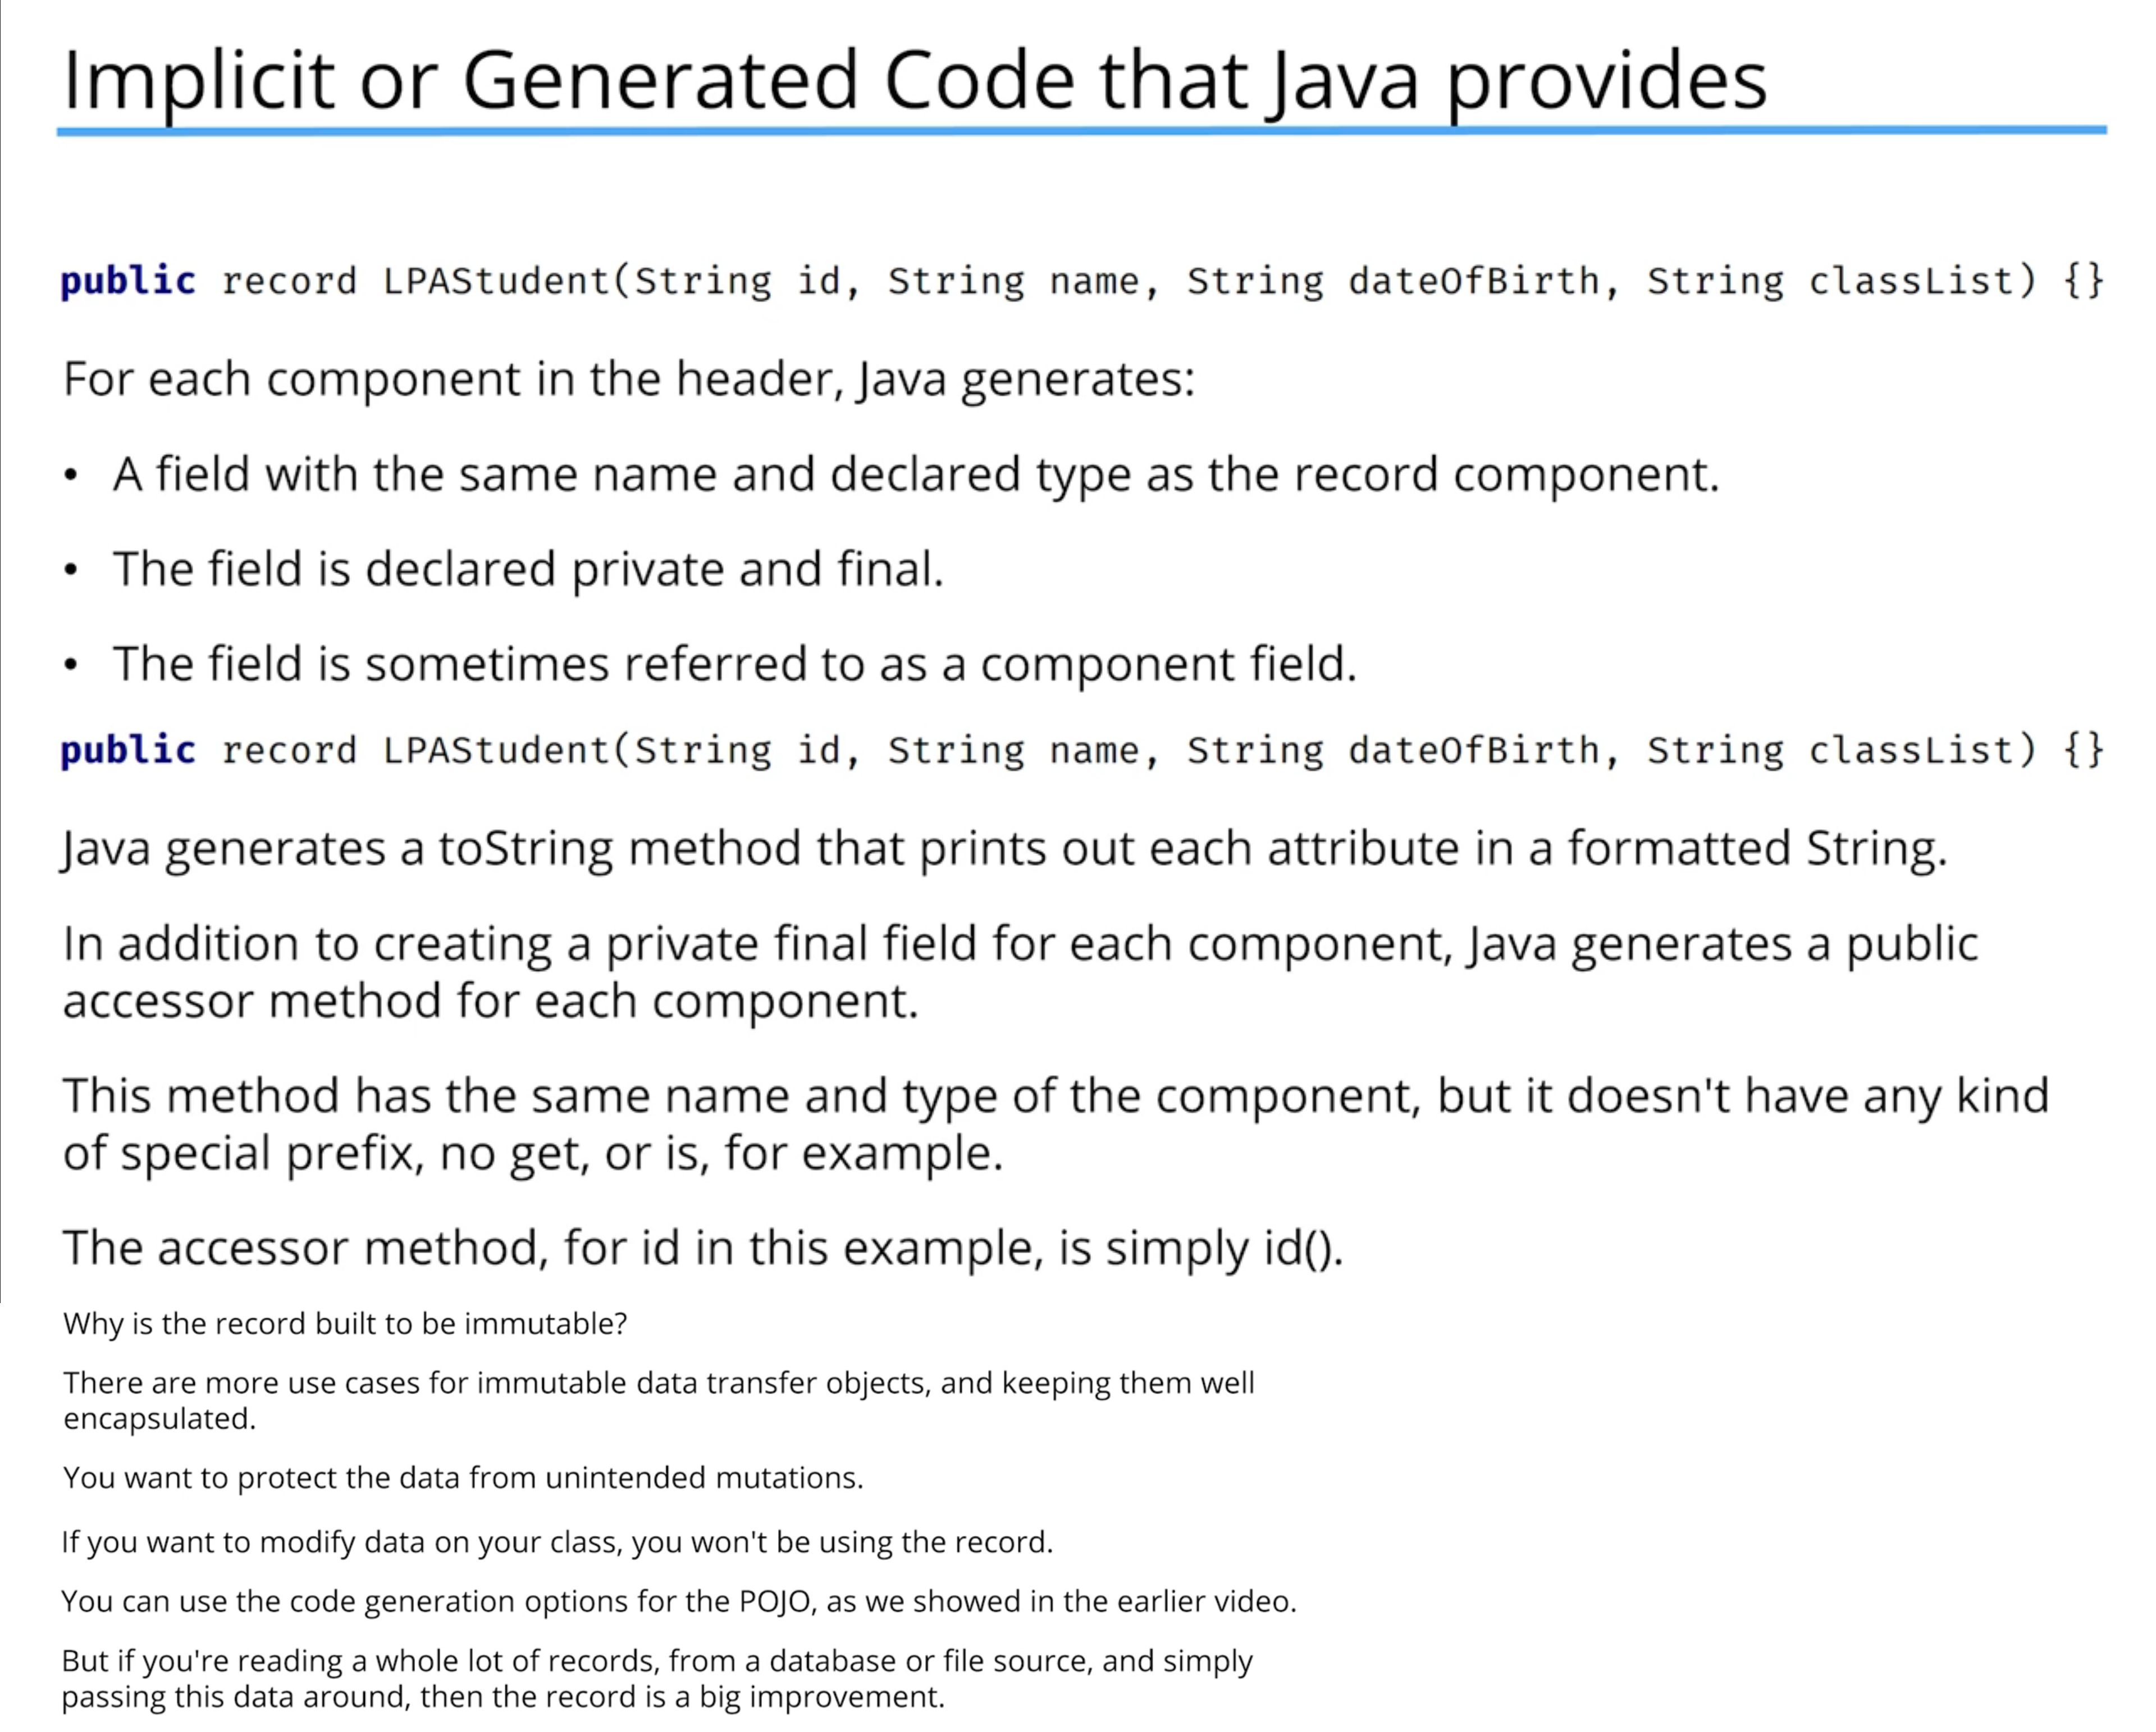 Implicit or Generated Code that Java provides
public record LPAStudent(String id, String name, String dateOfBirth, String classList) {}
For each component in the header, Java generates:
• A field with the same name and declared type as the record component.
• The field is declared private and final.
• The field is sometimes referred to as a component field.
public record LPAStudent(String id, String name, String dateOfBirth, String classList) {}
Java generates a toString method that prints out each attribute in a formatted String.
In addition to creating a private final field for each component, Java generates a public
accessor method for each component.
This method has the same name and type of the component, but it doesn't have any kind
of special prefix, no get, or is, for example.
The accessor method, for id in this example, is simply id().
Why is the record built to be immutable?
There are more use cases for immutable data transfer objects, and keeping them well
encapsulated.
You want to protect the data from unintended mutations.
If you want to modify data on your class, you won't be using the record.
You can use the code generation options for the POJO, as we showed in the earlier video.
But if you're reading a whole lot of records, from a database or file source, and simply
passing this data around, then the record is a big improvement.